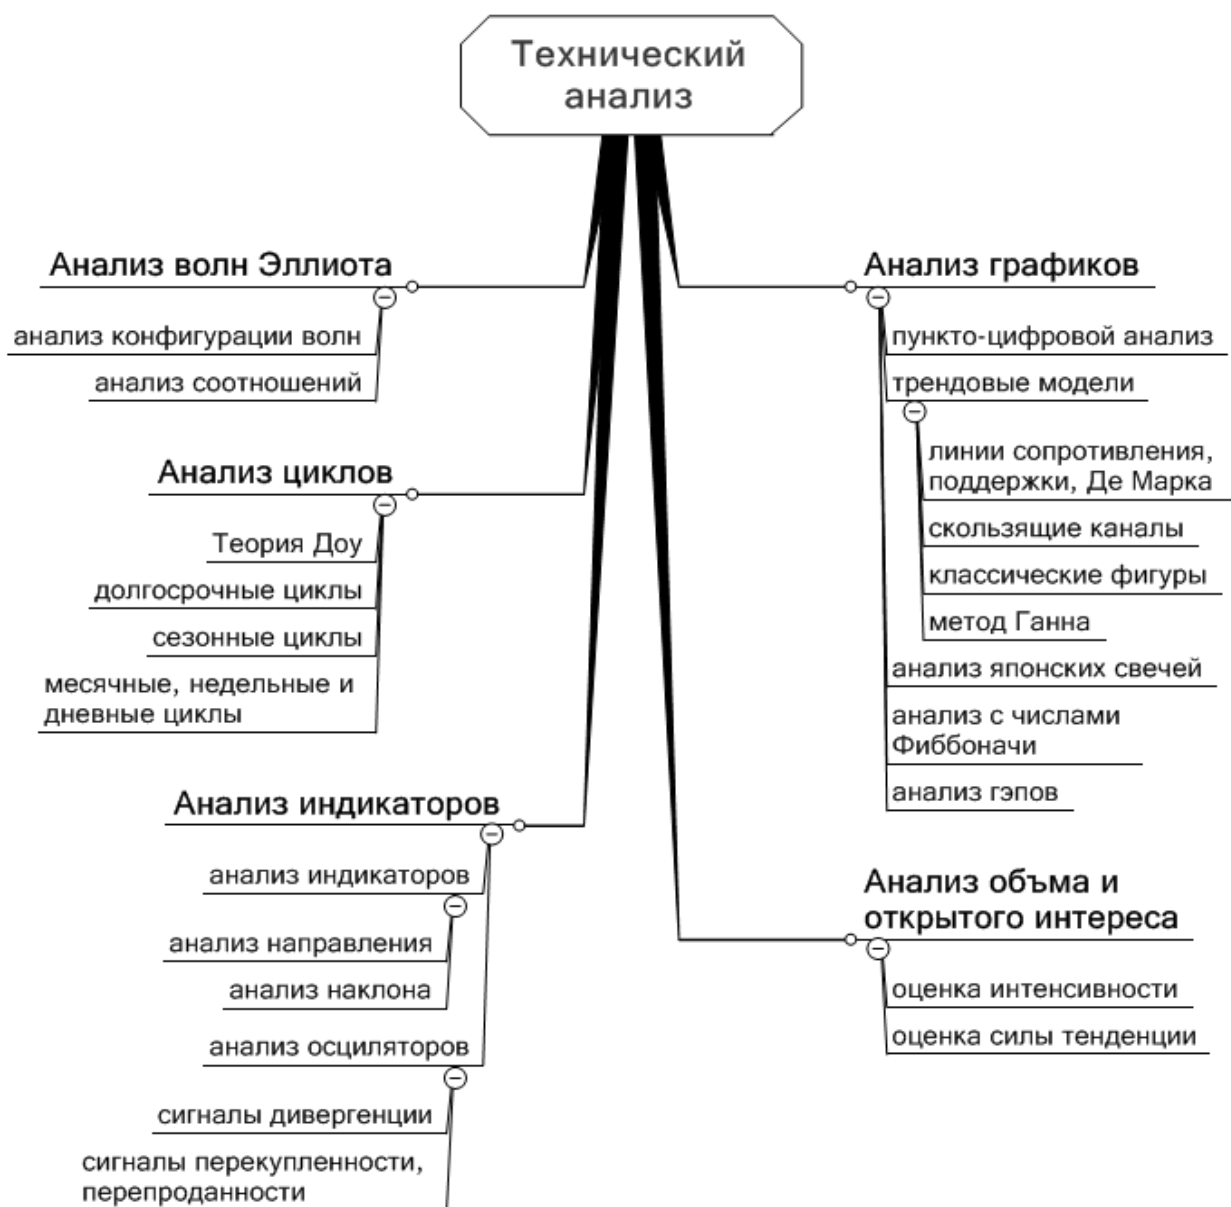 Технический
анализ
Анализ волн Эллиота
анализ конфигурации волн
анализ соотношений
Анализ циклов
Теория Доу
долгосрочные циклы
сезонные циклы
месячные, недельные и
дневные циклы
Анализ индикаторов
анализ индикаторов
анализ направления
анализ наклона
анализ осциляторов
сигналы дивергенции
сигналы перекупленности,
перепроданности
Анализ графиков
пункто-цифровой анализ
трендовые модели
линии сопротивления,
поддержки, Де Марка
скользящие каналы
классические фигуры
метод Ганна
анализ японских свечей
анализ с числами
Фиббоначи
анализ гэпов
Анализ объма и
открытого интереса
оценка интенсивности
оценка силы тенденции